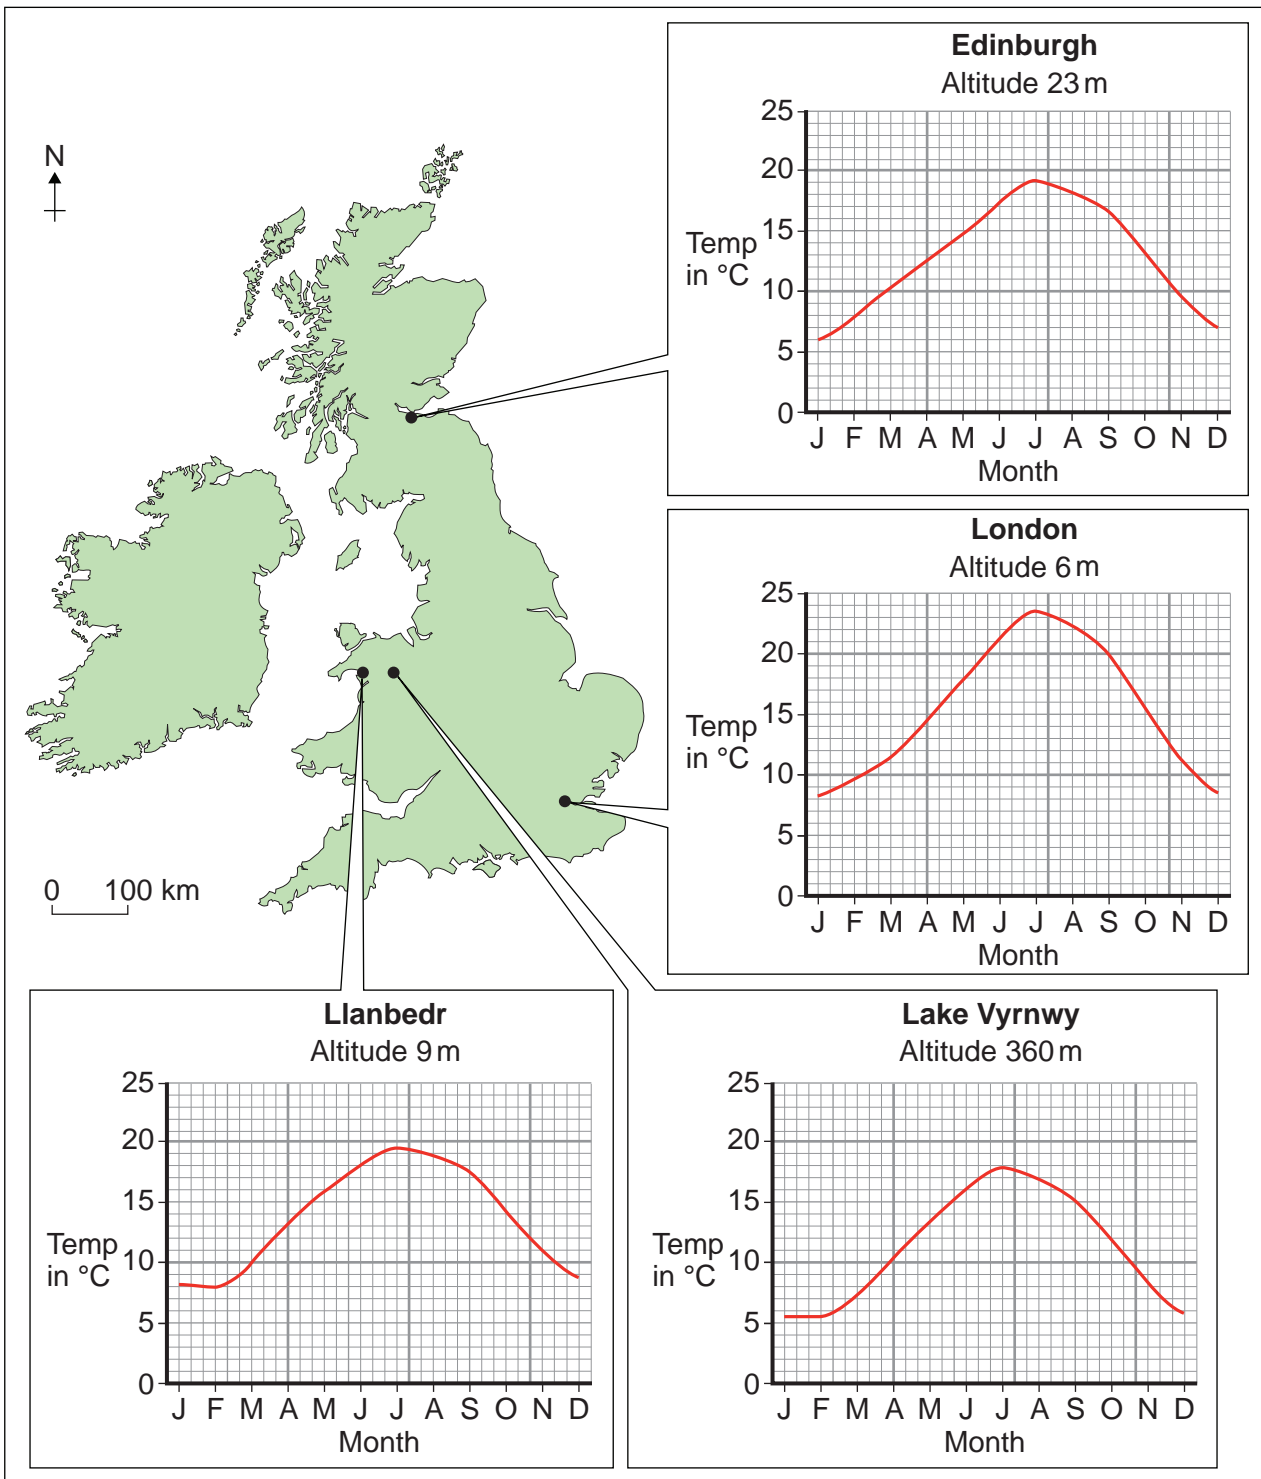 N
0 100 km
Edinburgh
Altitude 23 m
25
20
15
10
5
0
Temp
in °C
J F M A M J J A S O N D
Month
London
Altitude 6 m
25
20
15
10
5
0
Temp
in °C
J F M A M J J A S O N D
Month
Llanbedr
Altitude 9 m
25
20
15
10
5
0
Temp
in °C
J F M A M J J A S O N D
Month
Lake Vyrnwy
Altitude 360 m
25
20
15
10
5
0
Temp
in °C
J F M A M J J A S O N D
Month